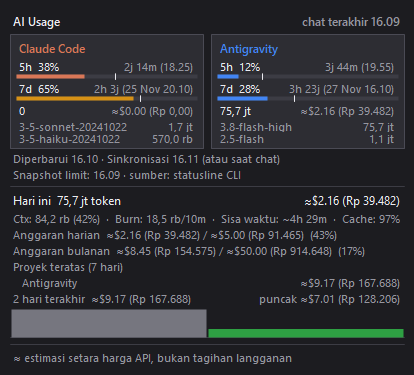 AI Usage chat terakhir 16.09
Claude Code
5h 38% 2j 14m (18.25)
7d 65% 2h 3j (25 Nov 20.10)
0 ≈$0.00 (Rp 0,00)
3-5-sonnet-20241022 1,7 jt
3-5-haiku-20241022 570,0 rb
Antigravity
5h 12% 3j 44m (19.55)
7d 28% 3h 23j (27 Nov 16.10)
75,7 jt ≈$2.16 (Rp 39.482)
3.8-flash-high 75,7 jt
2.5-flash 1,1 jt
Diperbarui 16.10 · Sinkronisasi 16.11 (atau saat chat)
Snapshot limit: 16.09 · sumber: statusline CLI
Hari ini 75,7 jt token ≈$2.16 (Rp 39.482)
Ctx: 84,2 rb (42%) · Burn: 18,5 rb/10m · Sisa waktu: ~4h 29m · Cache: 97%
Anggaran harian ≈$2.16 (Rp 39.482) / ≈$5.00 (Rp 91.465) (43%)
Anggaran bulanan ≈$8.45 (Rp 154.575) / ≈$50.00 (Rp 914.648) (17%)
Proyek teratas (7 hari)
Antigravity ≈$9.17 (Rp 167.688)
2 hari terakhir ≈$9.17 (Rp 167.688) puncak ≈$7.01 (Rp 128.206)
≈ estimasi setara harga API, bukan tagihan langganan